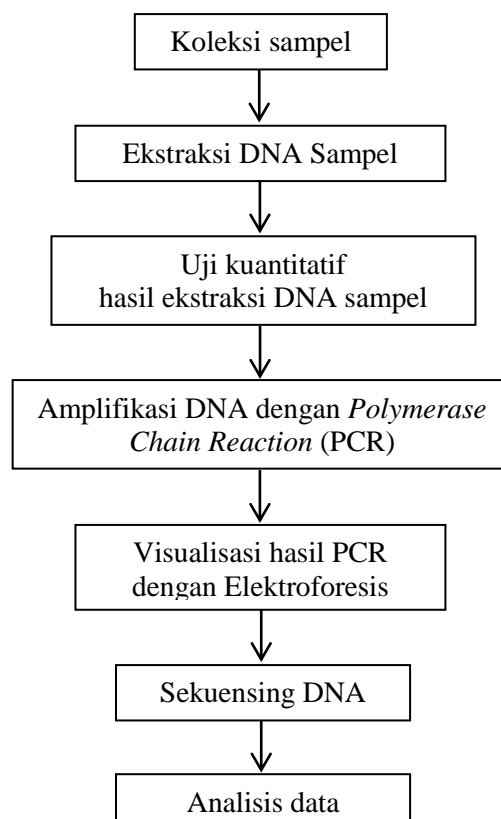 Koleksi sampel
Ekstraksi DNA Sampel
Uji kuantitatif
hasil ekstraksi DNA sampel
Amplifikasi DNA dengan Polymerase
Chain Reaction (PCR)
Visualisasi hasil PCR
dengan Elektroforesis
Sekuensing DNA
Analisis data